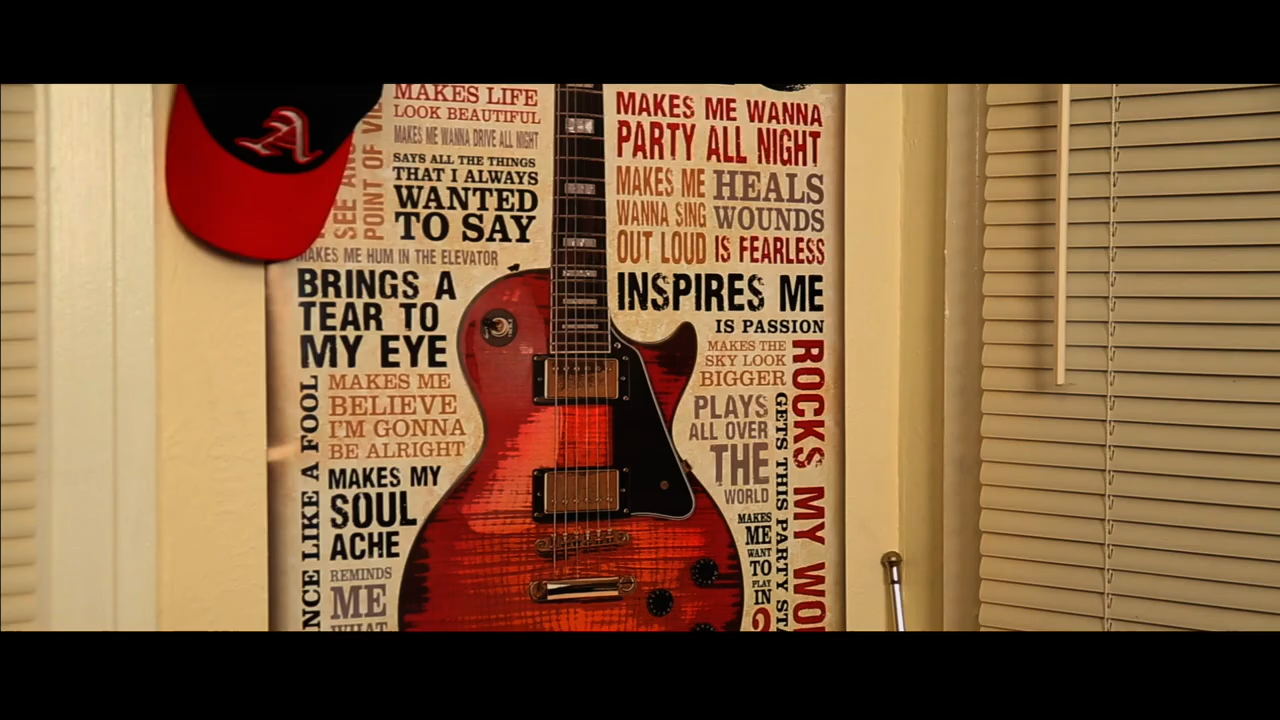 A
MAKES LIFE
LOOK BEAUTIFUL
MAKES ME WANNA DRIVE ALL NIGHT
SAYS ALL THE THINGS
THAT I ALWAYS
WANTED
TO SAY
SEE
POINT OF
MAKES ME HUM IN THE ELEVATOR
BRINGS A
TEAR TO
MY EYE
LIKE A FOOL
MAKES ME
BELIEVE
I'M GONNA
BE ALRIGHT
MAKES MY
SOUL
ACHE
REMINDS
ME
WHAT
MAKES ME WANNA
PARTY ALL NIGHT
MAKES ME
WANNA SING
OUT LOUD
HEALS
WOUNDS
IS FEARLESS
INSPIRES ME
IS PASSION
MAKES THE
SKY LOOK
BIGGER
PLAYS
ALL OVER
THE
WORLD
MAKES
ME
WANT
TO
PLAY
IN
GETS THIS PARTY
ROCKS MY